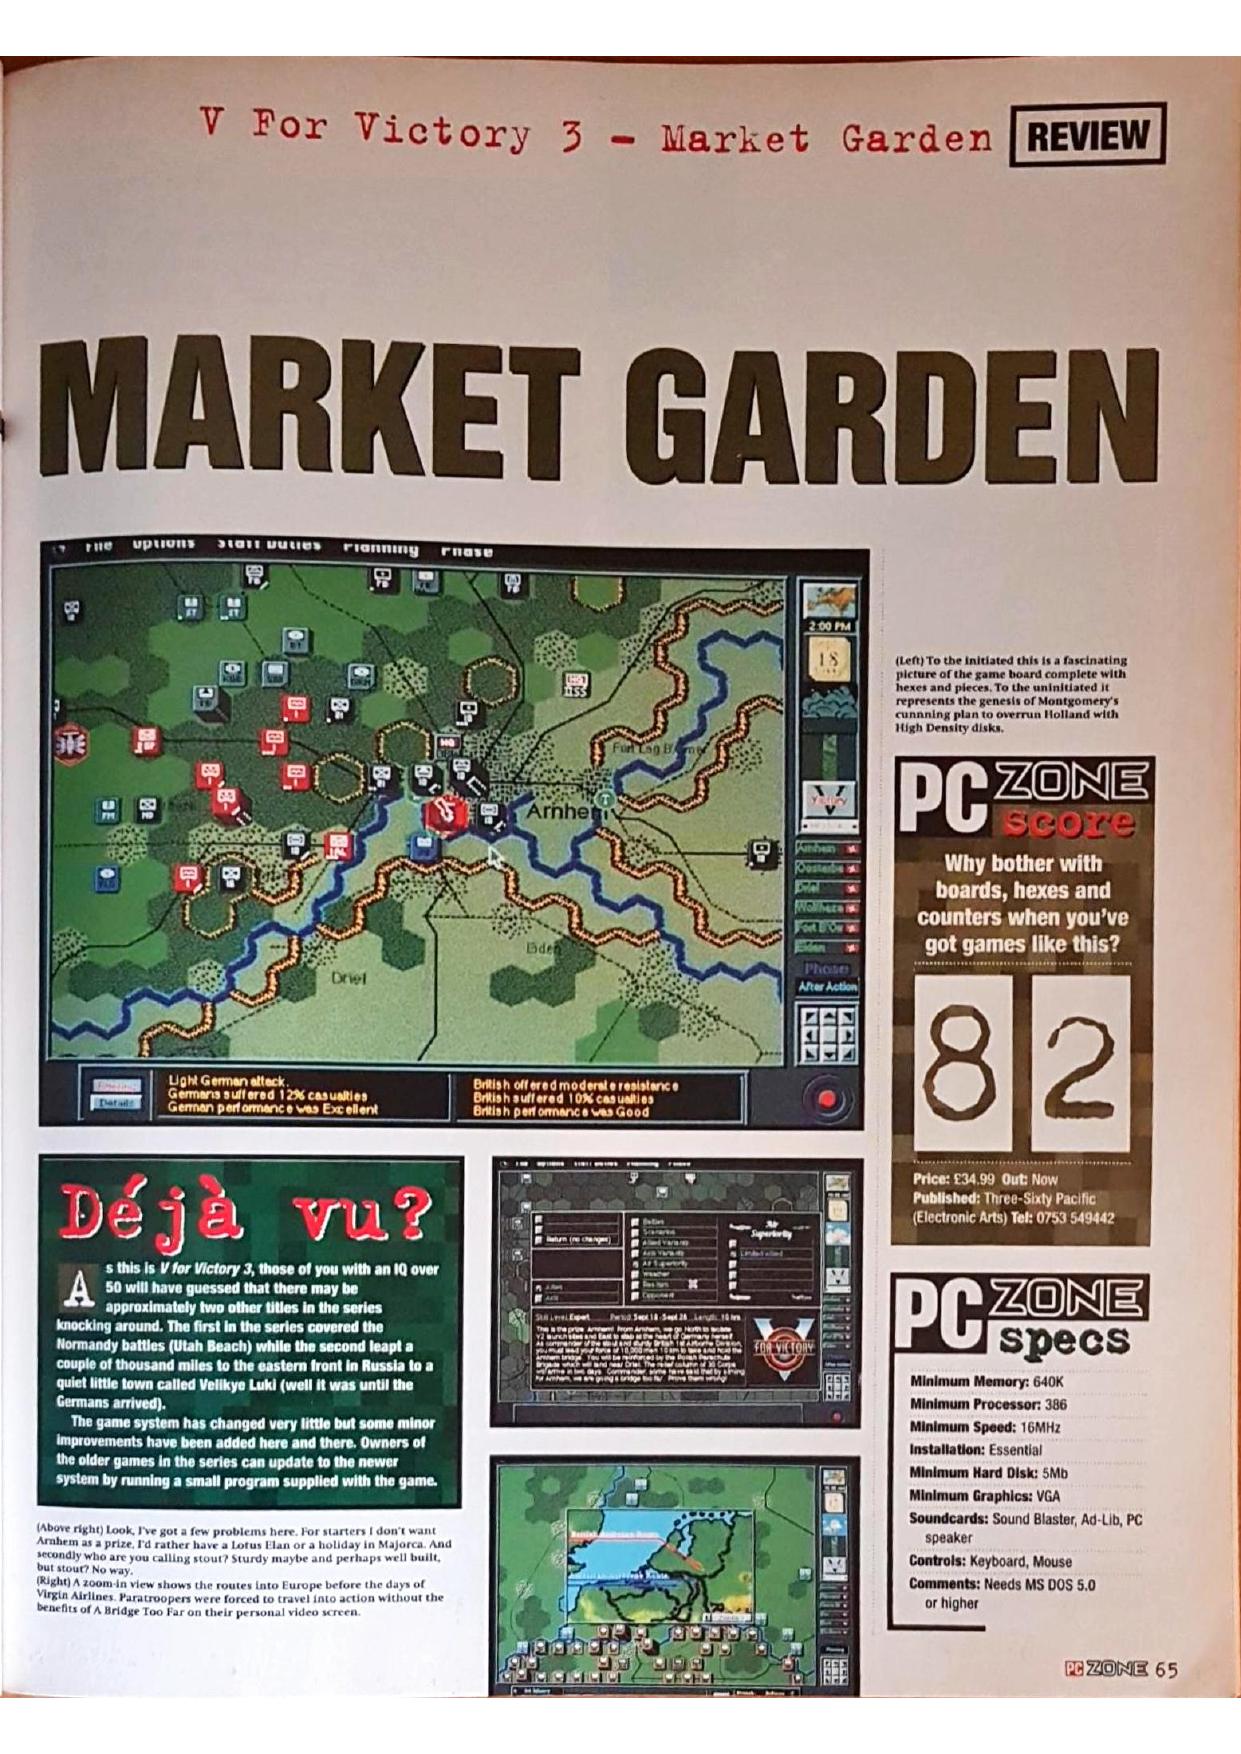 V For Victory 3 - Market Garden REVIEW
MARKET GARDEN
File Options Staff Duties Planning Phase
2:00 PM
18
HQ
ISS
Arnhem
Elden
Driel
Victory
Arnhem
Driel
Elden
Phase
After Action
Details
Light German attack.
Germans suffered 12% casualties
German performance was Excellent
British offered moderate resistance
British suffered 10% casualties
British performance was Good
(Left) To the initiated this is a fascinating
picture of the game board complete with
hexes and pieces. To the uninitiated it
represents the genesis of Montgomery's
cunnning plan to overrun Holland with
High Density disks.
PC ZONE
score
Why bother with
boards, hexes and
counters when you've
got games like this?
82
Price: £34.99 Out: Now
Published: Three-Sixty Pacific
(Electronic Arts) Tel: 0753 549442
Déjà vu?
As this is V for Victory 3, those of you with an IQ over
50 will have guessed that there may be
approximately two other titles in the series
knocking around. The first in the series covered the
Normandy battles (Utah Beach) while the second leapt a
couple of thousand miles to the eastern front in Russia to a
quiet little town called Velikye Luki (well it was until the
Germans arrived).
The game system has changed very little but some minor
improvements have been added here and there. Owners of
the older games in the series can update to the newer
system by running a small program supplied with the game.
Return (no changes)
Air
Superiority
FOR VICTORY
(Above right) Look, I've got a few problems here. For starters I don't want
Arnhem as a prize, I'd rather have a Lotus Elan or a holiday in Majorca. And
secondly who are you calling stout? Sturdy maybe and perhaps well built,
but stout? No way.
(Right) A zoom-in view shows the routes into Europe before the days of
Virgin Airlines. Paratroopers were forced to travel into action without the
benefits of A Bridge Too Far on their personal video screen.
PC ZONE
specs
Minimum Memory: 640K
Minimum Processor: 386
Minimum Speed: 16MHz
Installation: Essential
Minimum Hard Disk: 5Mb
Minimum Graphics: VGA
Soundcards: Sound Blaster, Ad-Lib, PC
speaker
Controls: Keyboard, Mouse
Comments: Needs MS DOS 5.0
or higher
PC ZONE 65